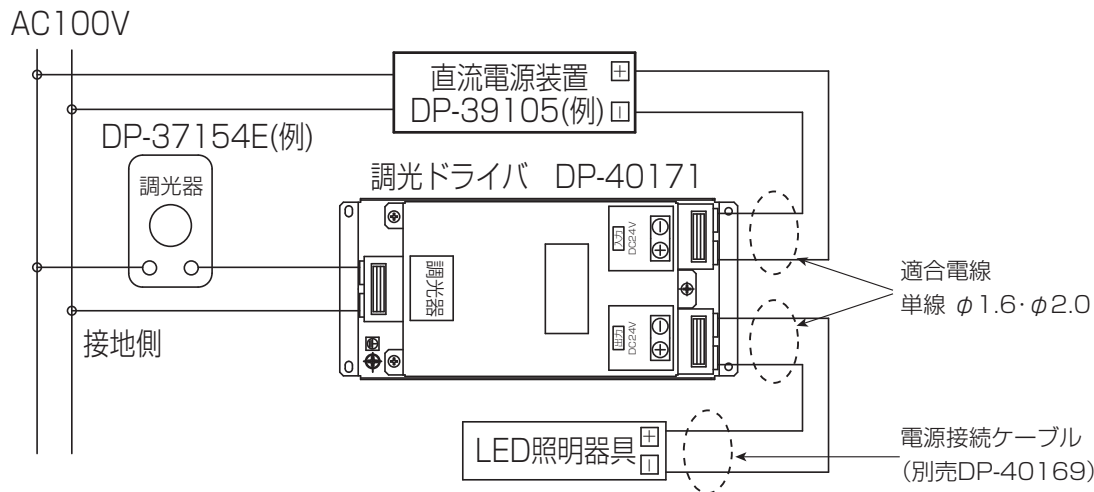 AC100V
直流電源装置
DP-39105(例)
+
−
DP-37154E(例)
調光器
調光ドライバ DP-40171
調光器
入力
DC24V
−
+
出力
DC24V
−
+
適合電線
単線 φ1.6･φ2.0
接地側
LED照明器具
+
−
電源接続ケーブル
(別売DP-40169)